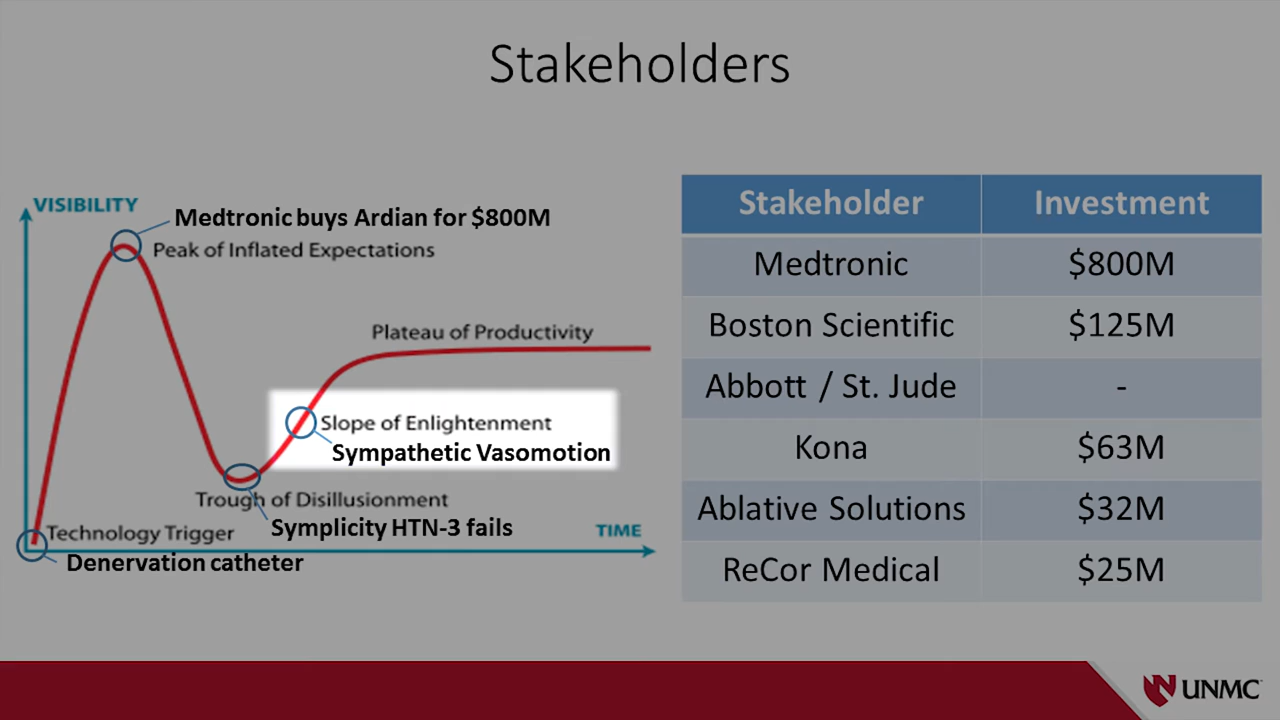 Stakeholders
VISIBILITY
Medtronic buys Ardian for $800M
Peak of Inflated Expectations
Plateau of Productivity
Slope of Enlightenment
Sympathetic Vasomotion
Trough of Disillusionment
Symplicity HTN-3 fails
Technology Trigger
TIME
Denervation catheter
Stakeholder Investment
Medtronic $800M
Boston Scientific $125M
Abbott / St. Jude -
Kona $63M
Ablative Solutions $32M
ReCor Medical $25M
UNMC